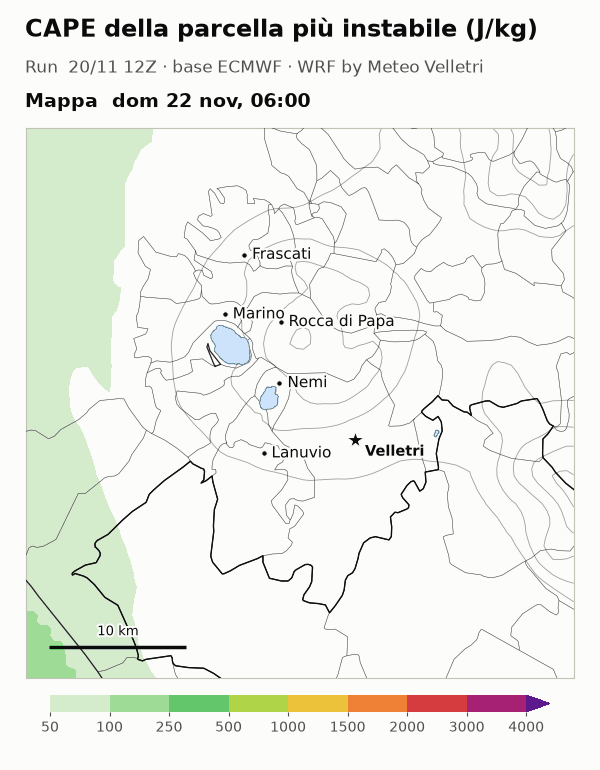 CAPE della parcella più instabile (J/kg)
Run  20/11 12Z · base ECMWF · WRF by Meteo Velletri
Mappa  dom 22 nov, 06:00
Frascati
Marino
Rocca di Papa
Nemi
Velletri
Lanuvio
10 km
50 100 250 500 1000 1500 2000 3000 4000